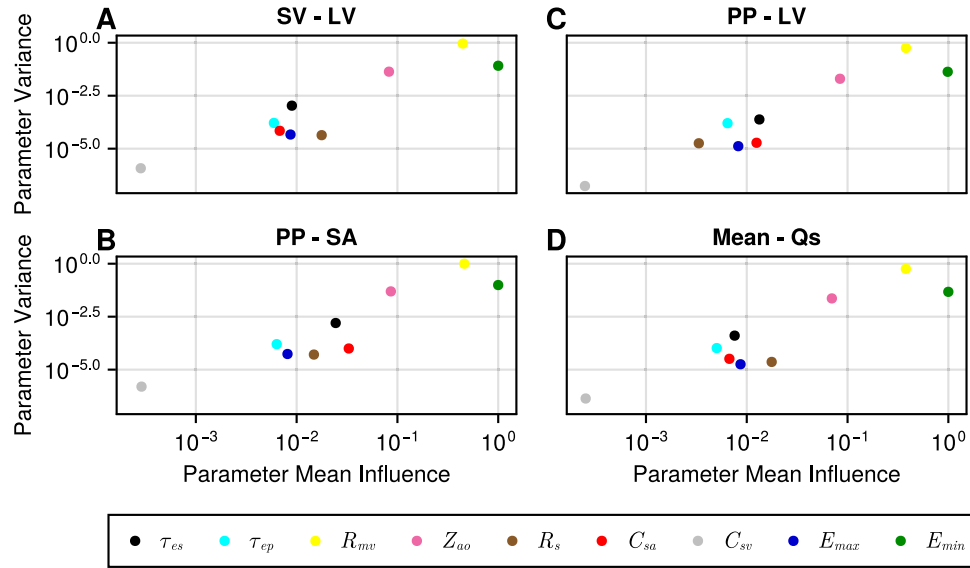 A SV - LV
C PP - LV
Parameter Variance
10^0.0
10^-2.5
10^-5.0
B PP - SA
D Mean - Qs
Parameter Variance
10^0.0
10^-2.5
10^-5.0
10^-3 10^-2 10^-1 10^0
10^-3 10^-2 10^-1 10^0
Parameter Mean Influence
Parameter Mean Influence
τ_es τ_ep R_mv Z_ao R_s C_sa C_sv E_max E_min